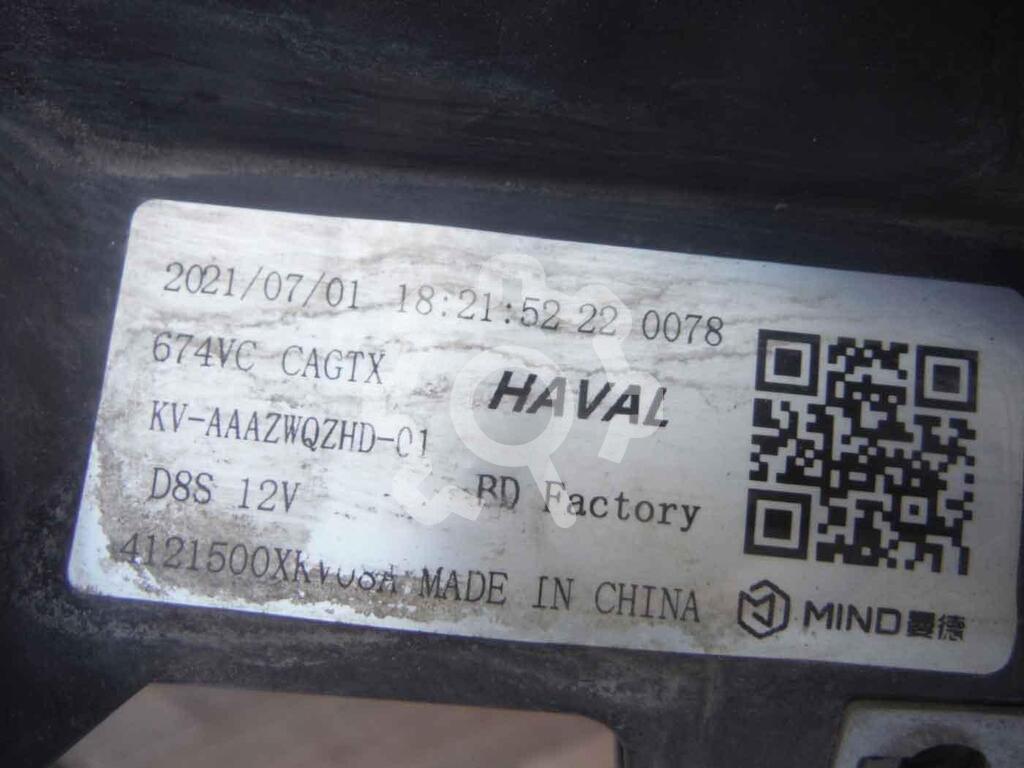 2021/07/01 18:21:52 22 0078
674VC CAGTX
HAVAL
KV-AAAZWQZHD-01
D8S 12V
BD Factory
4121500XKV08A MADE IN CHINA
MIND曼德